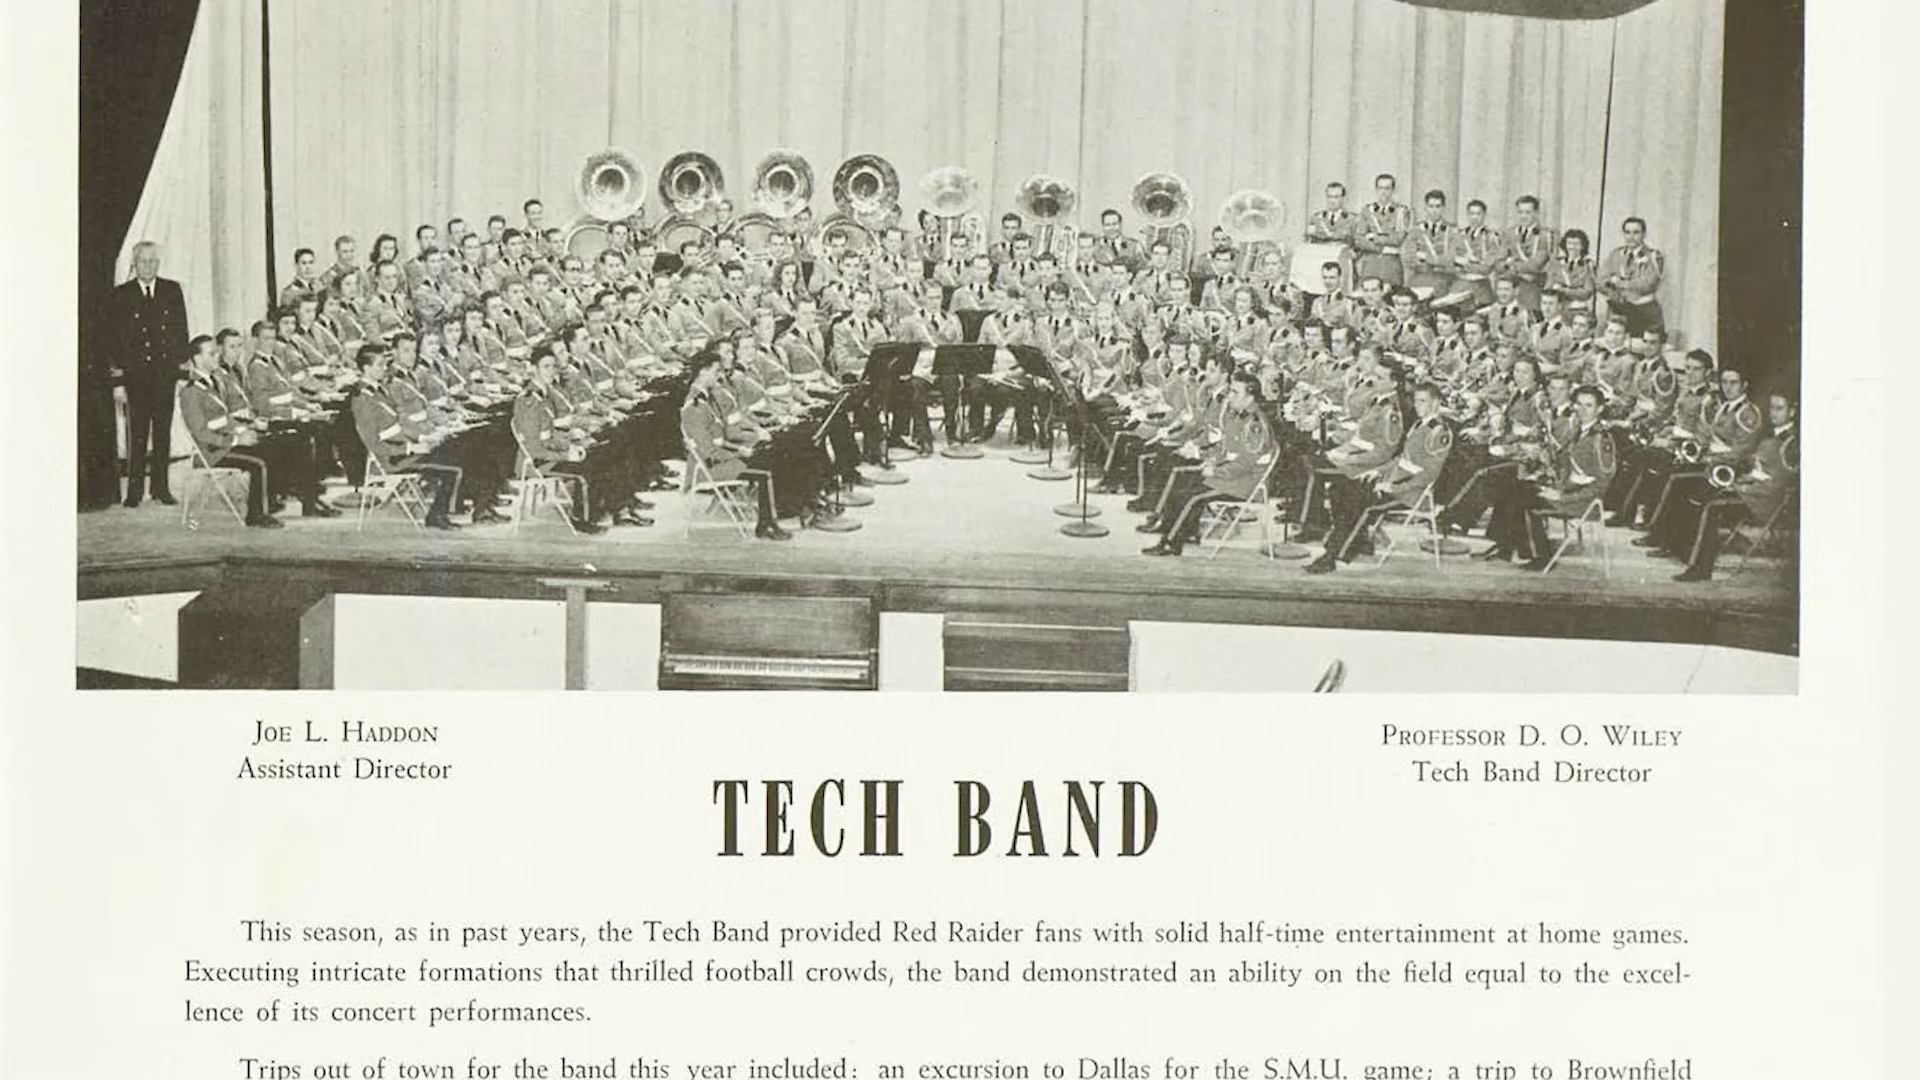 JOE L. HADDON
Assistant Director
PROFESSOR D. O. WILEY
Tech Band Director
TECH BAND
This season, as in past years, the Tech Band provided Red Raider fans with solid half-time entertainment at home games.
Executing intricate formations that thrilled football crowds, the band demonstrated an ability on the field equal to the excel-
lence of its concert performances.
Trips out of town for the band this year included: an excursion to Dallas for the S.M.U. game; a trip to Brownfield